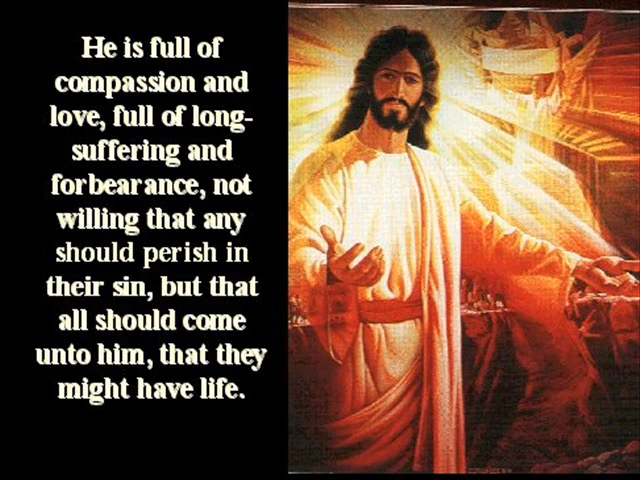 He is full of
compassion and
love, full of long-
suffering and
forbearance, not
willing that any
should perish in
their sin, but that
all should come
unto him, that they
might have life.